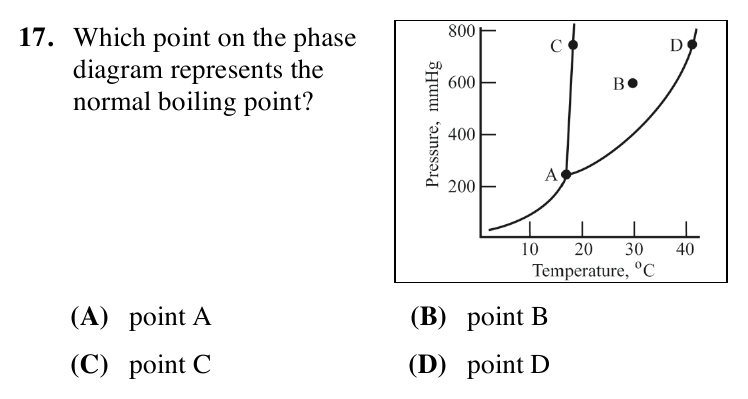 17. Which point on the phase
diagram represents the
normal boiling point?
800
600
400
200
Pressure, mmHg
C
D
B
A
10 20 30 40
Temperature, °C
(A) point A
(B) point B
(C) point C
(D) point D